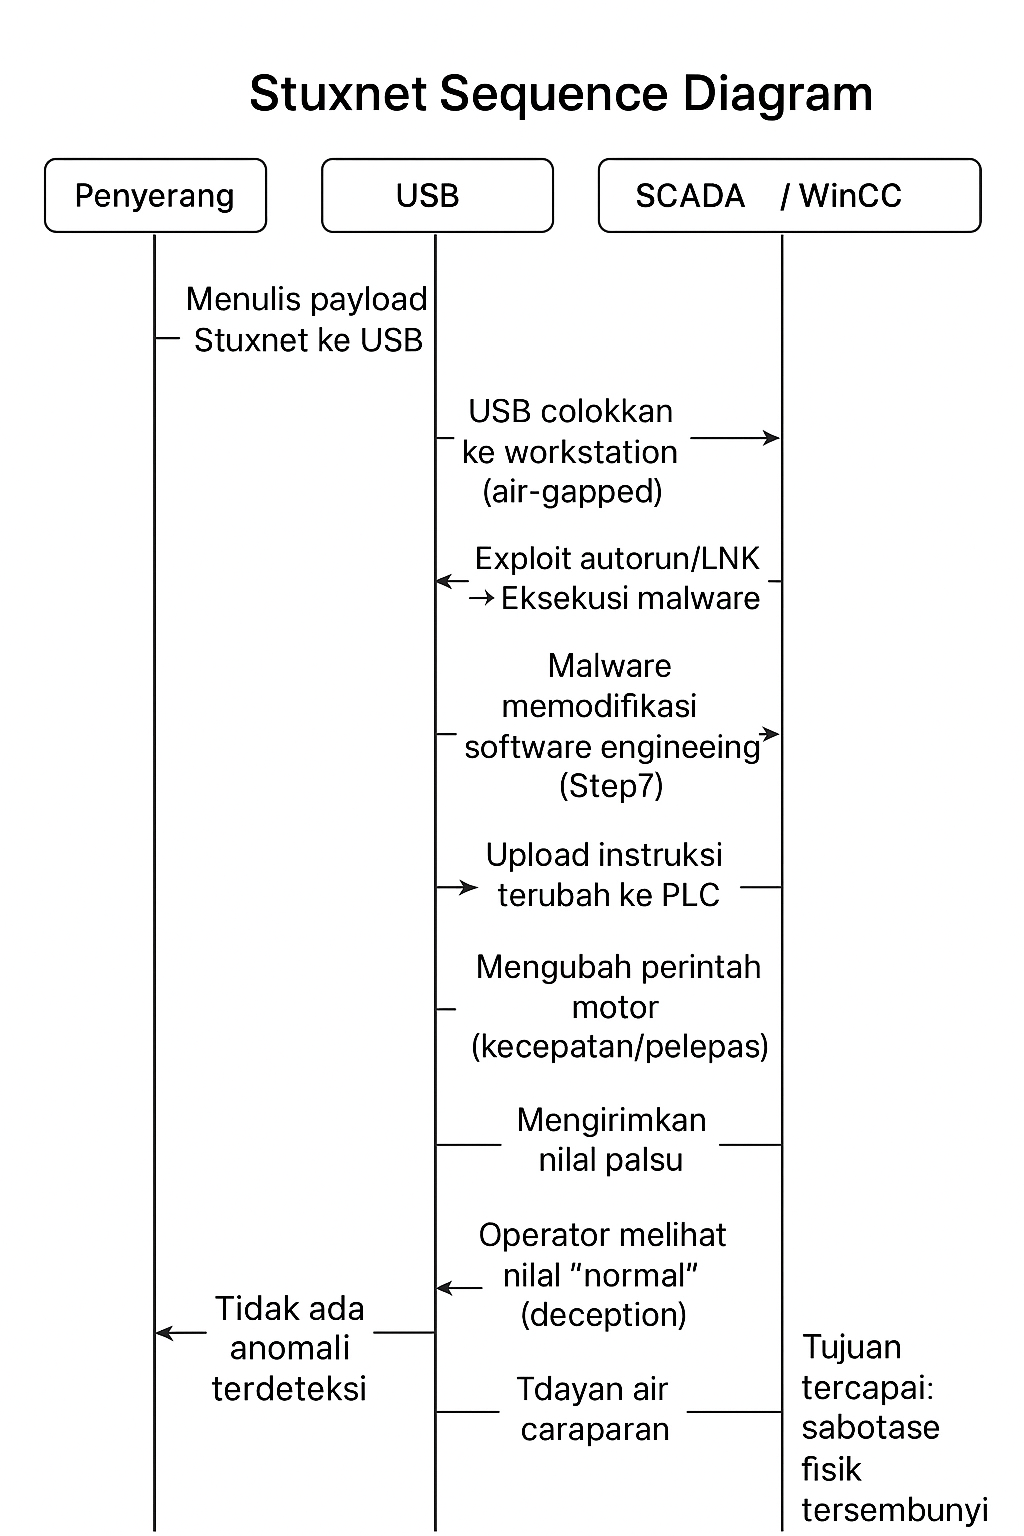 Stuxnet Sequence Diagram
Penyerang
USB
SCADA / WinCC
Menulis payload
Stuxnet ke USB
USB colokkan
ke workstation
(air-gapped)
Exploit autorun/LNK
→ Eksekusi malware
Malware
memodifikasi
software engineeing
(Step7)
Upload instruksi
terubah ke PLC
Mengubah perintah
motor
(kecepatan/pelepas)
Mengirimkan
nilal palsu
Operator melihat
nilal "normal"
(deception)
Tidak ada
anomali
terdeteksi
Tdayan air
caraparan
Tujuan
tercapai:
sabotase
fisik
tersembunyi